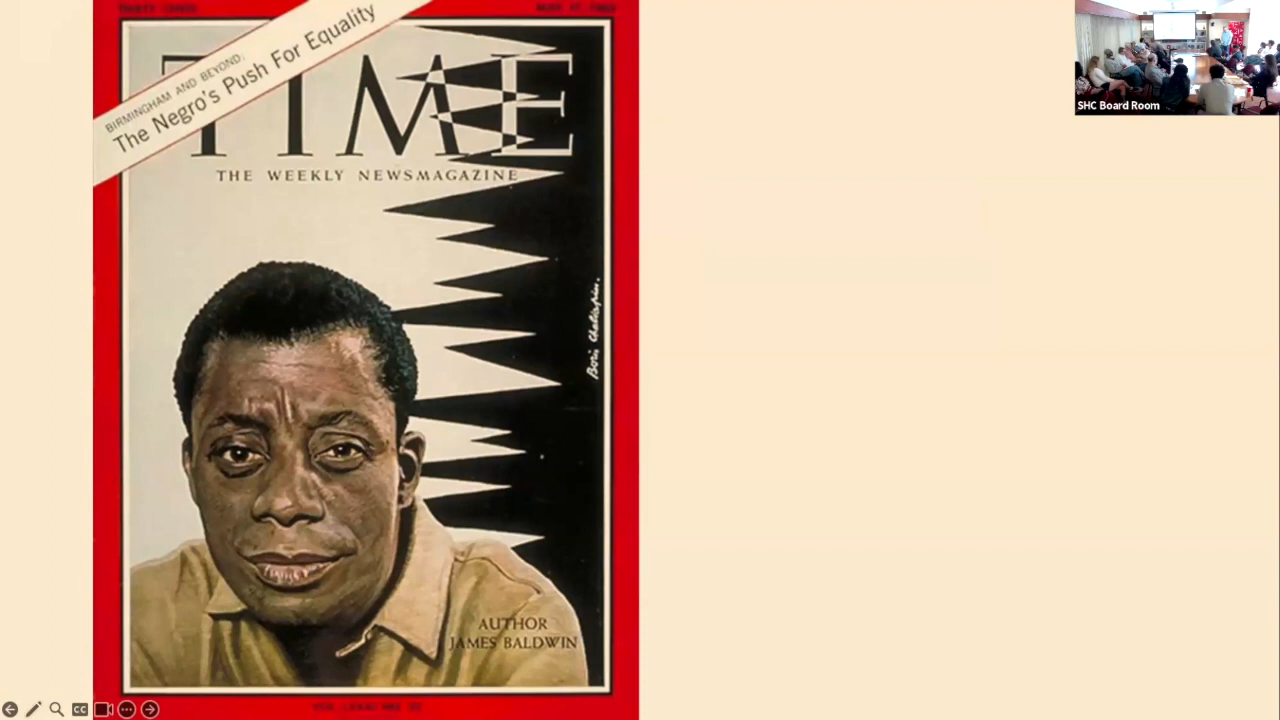 BIRMINGHAM AND BEYOND:
The Negro's Push For Equality
TIME
THE WEEKLY NEWSMAGAZINE
Boris Chaliapin.
AUTHOR
JAMES BALDWIN
SHC Board Room
CC